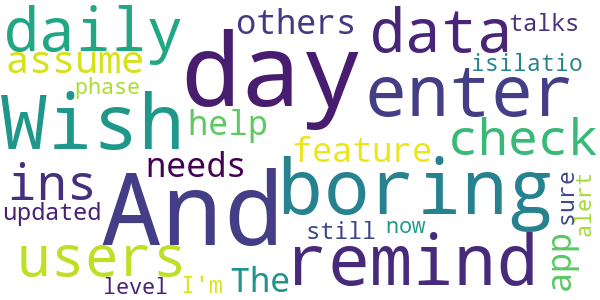 daily
others
data
talks
assume
day
isilatio
phase
enter
Wish
help
check
feature
needs
And
boring
ins
sure
alert
updated
still
now
app
users
remind
level
I'm
The